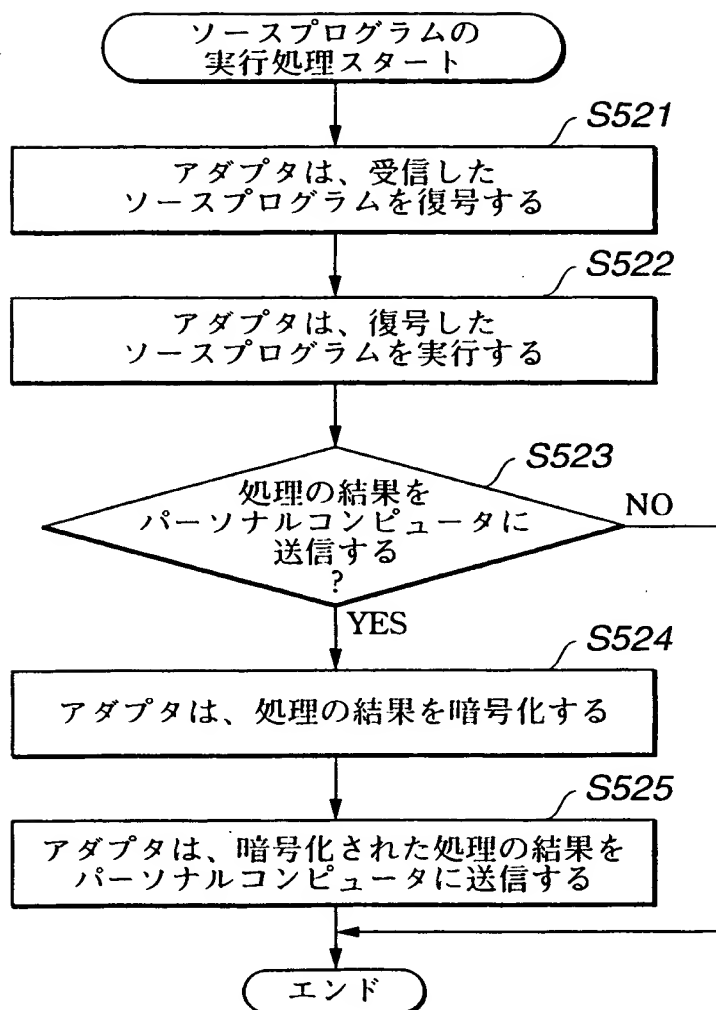 ソースプログラムの
実行処理スタート
S521
アダプタは、受信した
ソースプログラムを復号する
S522
アダプタは、復号した
ソースプログラムを実行する
S523
処理の結果を
パーソナルコンピュータに
送信する
?
NO
YES
S524
アダプタは、処理の結果を暗号化する
S525
アダプタは、暗号化された処理の結果を
パーソナルコンピュータに送信する
エンド